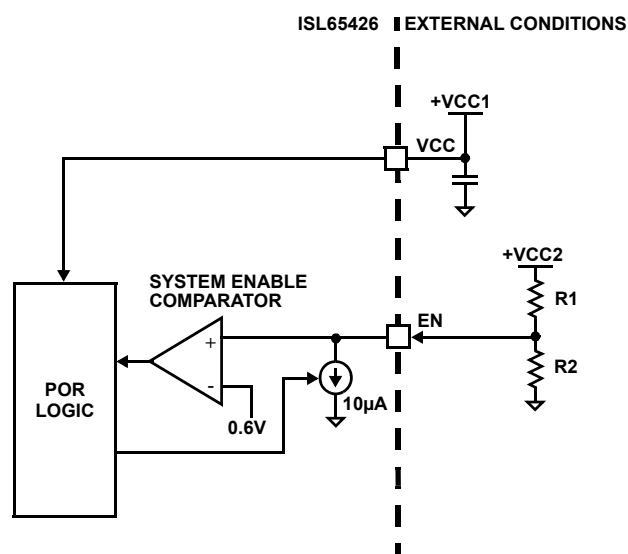 ISL65426 EXTERNAL CONDITIONS
+VCC1
VCC
+VCC2
SYSTEM ENABLE
COMPARATOR
R1
EN
+
R2
POR
LOGIC
-
10µA
0.6V